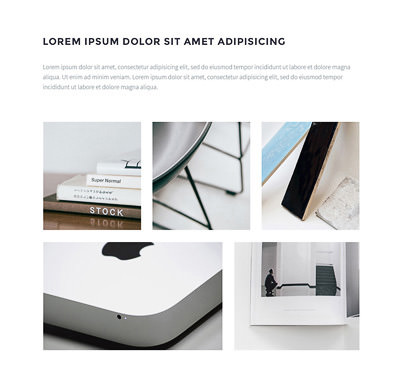 LOREM IPSUM DOLOR SIT AMET ADIPISICING
Lorem ipsum dolor sit amet, consectetur adipisicing elit, sed do eiusmod tempor incididunt ut labore et dolore magna
aliqua. Ut enim ad minim veniam. Lorem ipsum dolor sit amet, consectetur adipisicing elit, sed do eiusmod tempor
incididunt ut labore et dolore magna aliqua.
Super Normal
STOCK